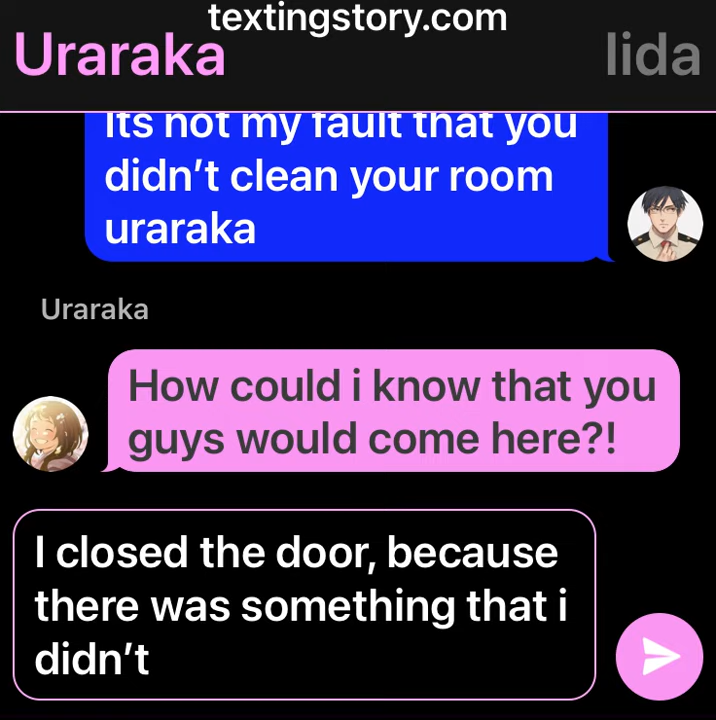 textingstory.com
Uraraka Iida
Its not my fault that you
didn't clean your room
uraraka
Uraraka
How could i know that you
guys would come here?!
I closed the door, because
there was something that i
didn't